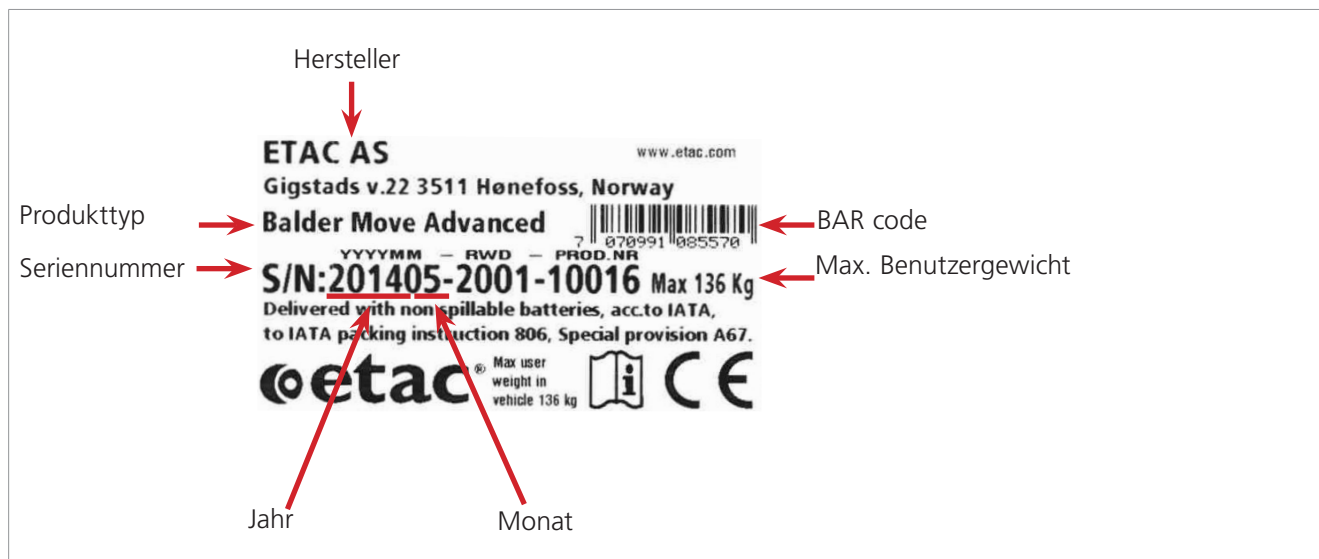 Hersteller
ETAC AS www.etac.com
Gigstads v.22 3511 Hønefoss, Norway
Produkttyp Balder Move Advanced BAR code
7 070991 085570
YYYYMM – RWD – PROD.NR
Seriennummer S/N:201405-2001-10016 Max 136 Kg Max. Benutzergewicht
Delivered with non spillable batteries, acc.to IATA,
to IATA packing instruction 806, Special provision A67.
etac® Max user
weight in
vehicle 136 kg
i CE
Jahr Monat